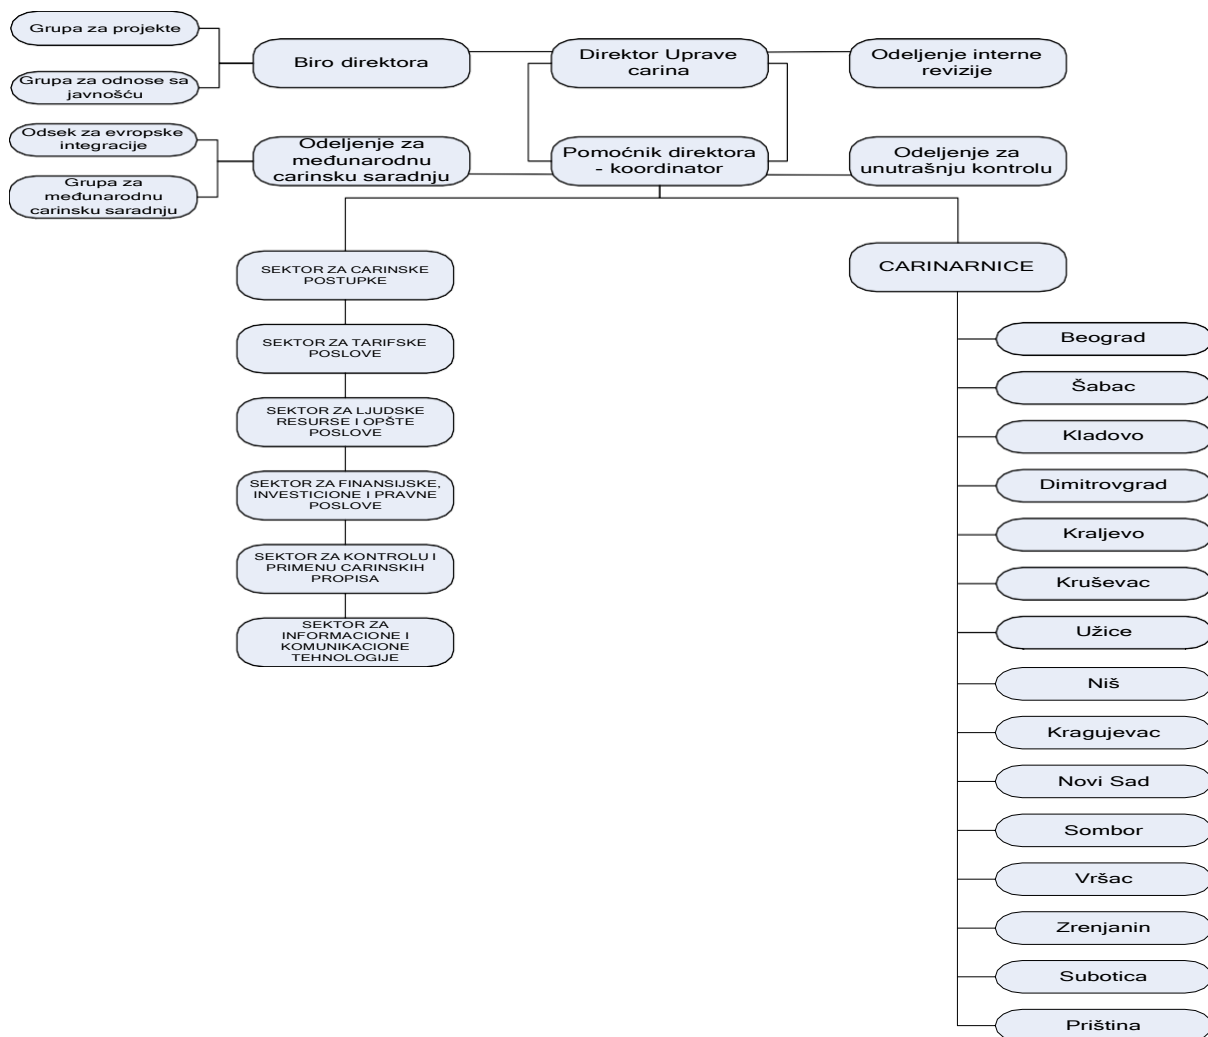 Grupa za projekte
Grupa za odnose sa
javnošću
Biro direktora
Direktor Uprave
carina
Odeljenje interne
revizije
Odsek za evropske
integracije
Grupa za
međunarodnu
carinsku saradnju
Odeljenje za
međunarodnu
carinsku saradnju
Pomoćnik direktora
- koordinator
Odeljenje za
unutrašnju kontrolu
SEKTOR ZA CARINSKE
POSTUPKE
SEKTOR ZA TARIFSKE
POSLOVE
SEKTOR ZA LJUDSKE
RESURSE I OPŠTE
POSLOVE
SEKTOR ZA FINANSIJSKE,
INVESTICIONE I PRAVNE
POSLOVE
SEKTOR ZA KONTROLU I
PRIMENU CARINSKIH
PROPISA
SEKTOR ZA
INFORMACIONE I
KOMUNIKACIONE
TEHNOLOGIJE
CARINARNICE
Beograd
Šabac
Kladovo
Dimitrovgrad
Kraljevo
Kruševac
Užice
Niš
Kragujevac
Novi Sad
Sombor
Vršac
Zrenjanin
Subotica
Priština